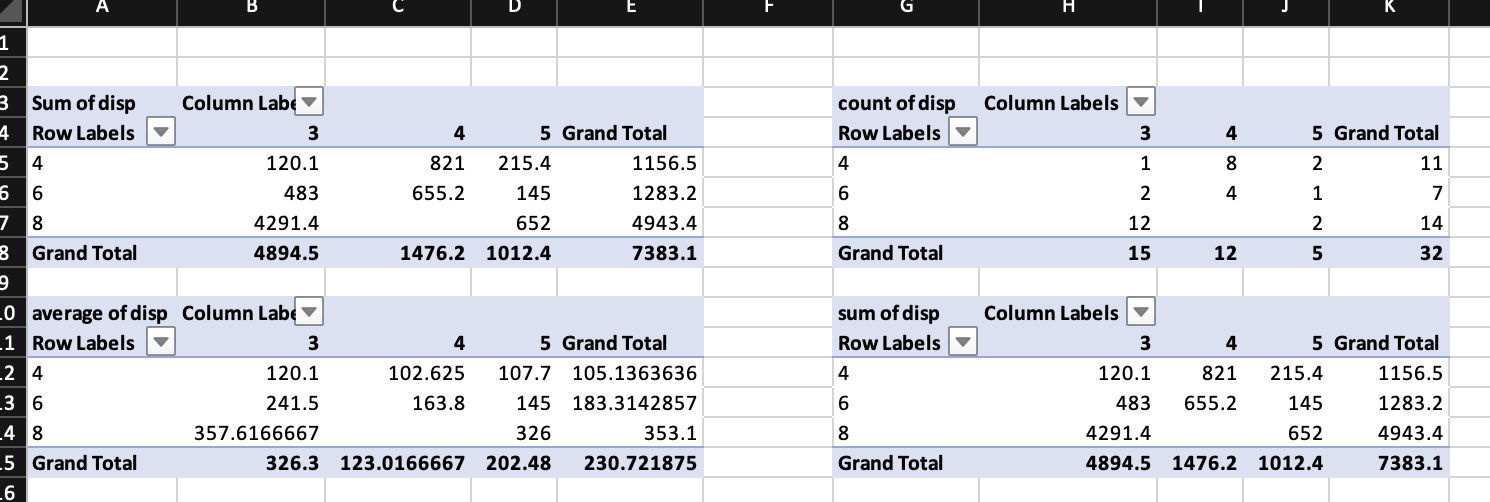 A B C D E F G H I J K
1
2
3 Sum of disp Column Labe count of disp Column Labels
4 Row Labels 3 4 5 Grand Total Row Labels 3 4 5 Grand Total
5 4 120.1 821 215.4 1156.5 4 1 8 2 11
6 6 483 655.2 145 1283.2 6 2 4 1 7
7 8 4291.4 652 4943.4 8 12 2 14
8 Grand Total 4894.5 1476.2 1012.4 7383.1 Grand Total 15 12 5 32
9
.0 average of disp Column Labe sum of disp Column Labels
.1 Row Labels 3 4 5 Grand Total Row Labels 3 4 5 Grand Total
.2 4 120.1 102.625 107.7 105.1363636 4 120.1 821 215.4 1156.5
.3 6 241.5 163.8 145 183.3142857 6 483 655.2 145 1283.2
.4 8 357.6166667 326 353.1 8 4291.4 652 4943.4
.5 Grand Total 326.3 123.0166667 202.48 230.721875 Grand Total 4894.5 1476.2 1012.4 7383.1
.6